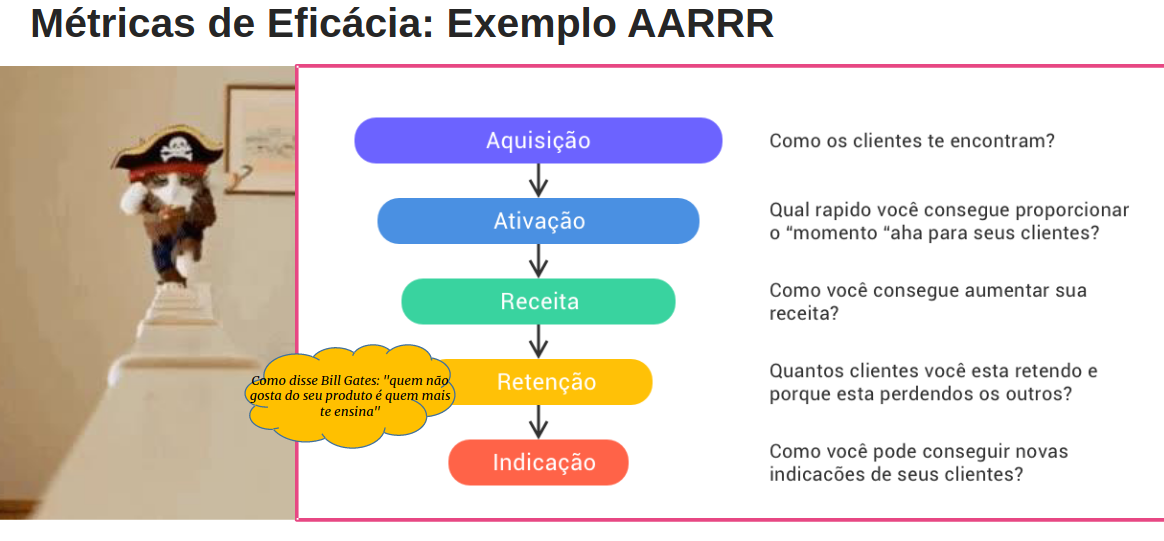 Métricas de Eficácia: Exemplo AARRR
Aquisição
Como os clientes te encontram?
Ativação
Qual rapido você consegue proporcionar
o “momento “aha para seus clientes?
Receita
Como você consegue aumentar sua
receita?
Como disse Bill Gates: "quem não
gosta do seu produto é quem mais
te ensina"
Retenção
Quantos clientes você esta retendo e
porque esta perdendos os outros?
Indicação
Como você pode conseguir novas
indicacões de seus clientes?